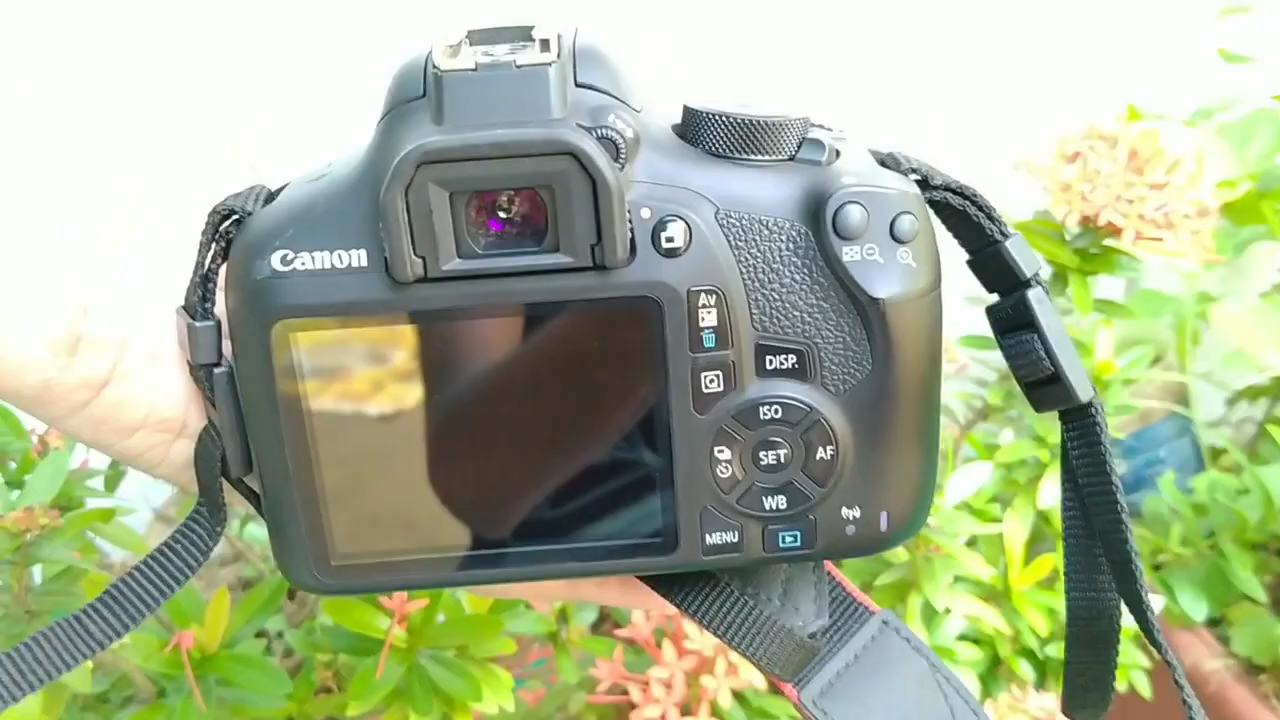 Canon
Av
Q
DISP.
ISO
SET
AF
WB
MENU